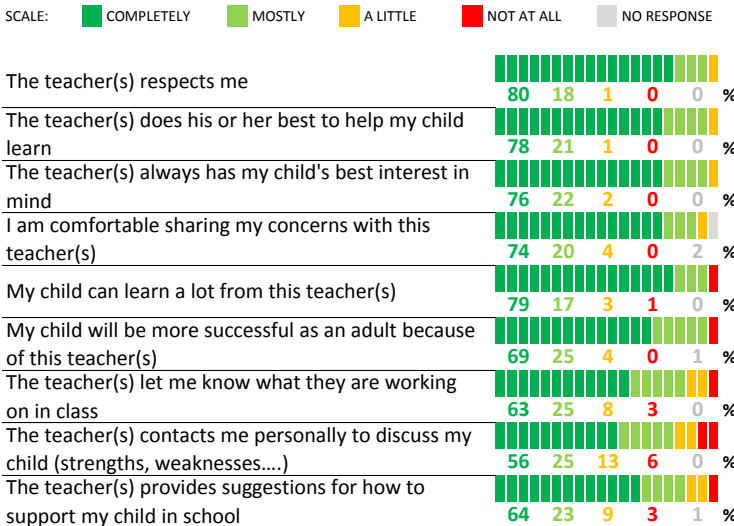 SCALE: COMPLETELY MOSTLY A LITTLE NOT AT ALL NO RESPONSE
The teacher(s) respects me
80 18 1 0 0 %
The teacher(s) does his or her best to help my child
learn
78 21 1 0 0 %
The teacher(s) always has my child's best interest in
mind
76 22 2 0 0 %
I am comfortable sharing my concerns with this
teacher(s)
74 20 4 0 2 %
My child can learn a lot from this teacher(s)
79 17 3 1 0 %
My child will be more successful as an adult because
of this teacher(s)
69 25 4 0 1 %
The teacher(s) let me know what they are working
on in class
63 25 8 3 0 %
The teacher(s) contacts me personally to discuss my
child (strengths, weaknesses....)
56 25 13 6 0 %
The teacher(s) provides suggestions for how to
support my child in school
64 23 9 3 1 %